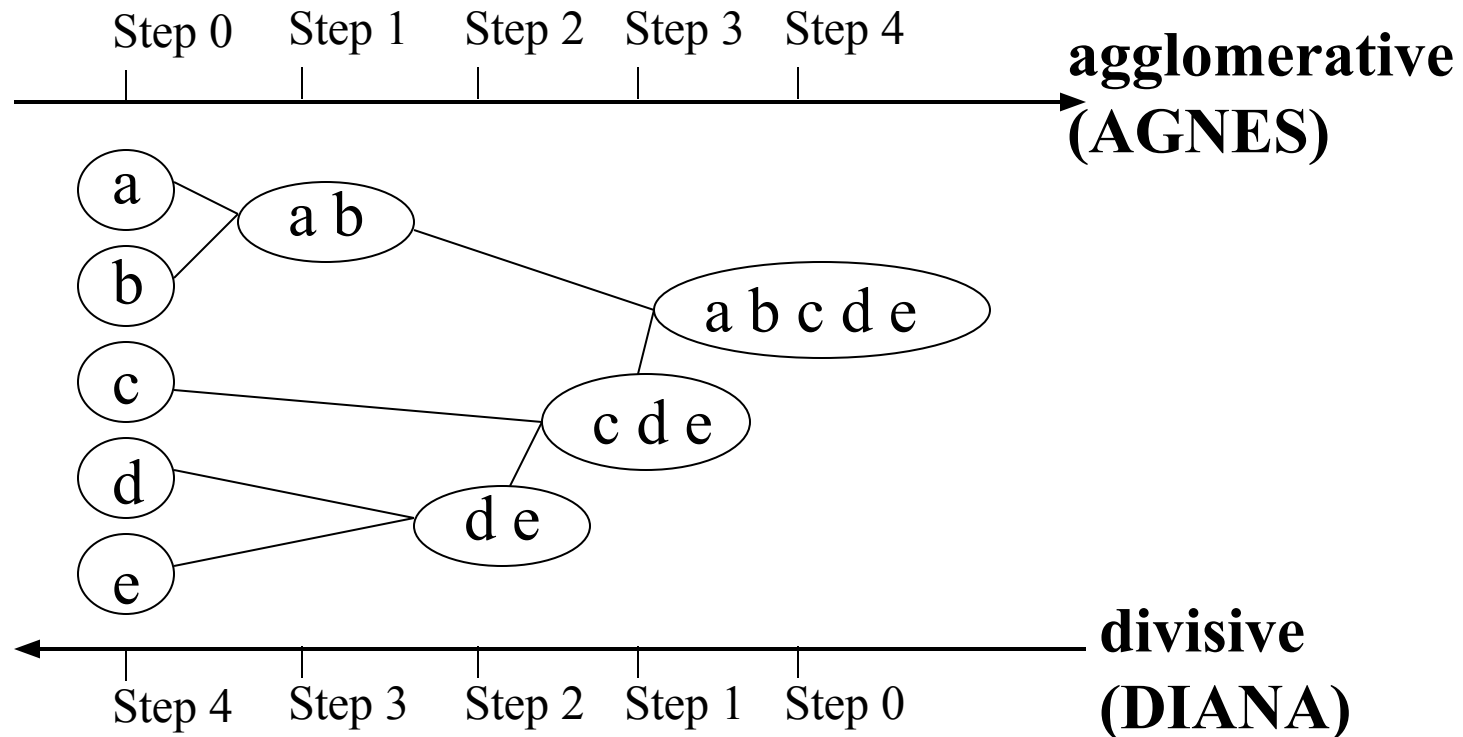 Step 0 Step 1 Step 2 Step 3 Step 4
agglomerative
(AGNES)
a
a b
b
a b c d e
c
c d e
d
d e
e
divisive
(DIANA)
Step 4 Step 3 Step 2 Step 1 Step 0